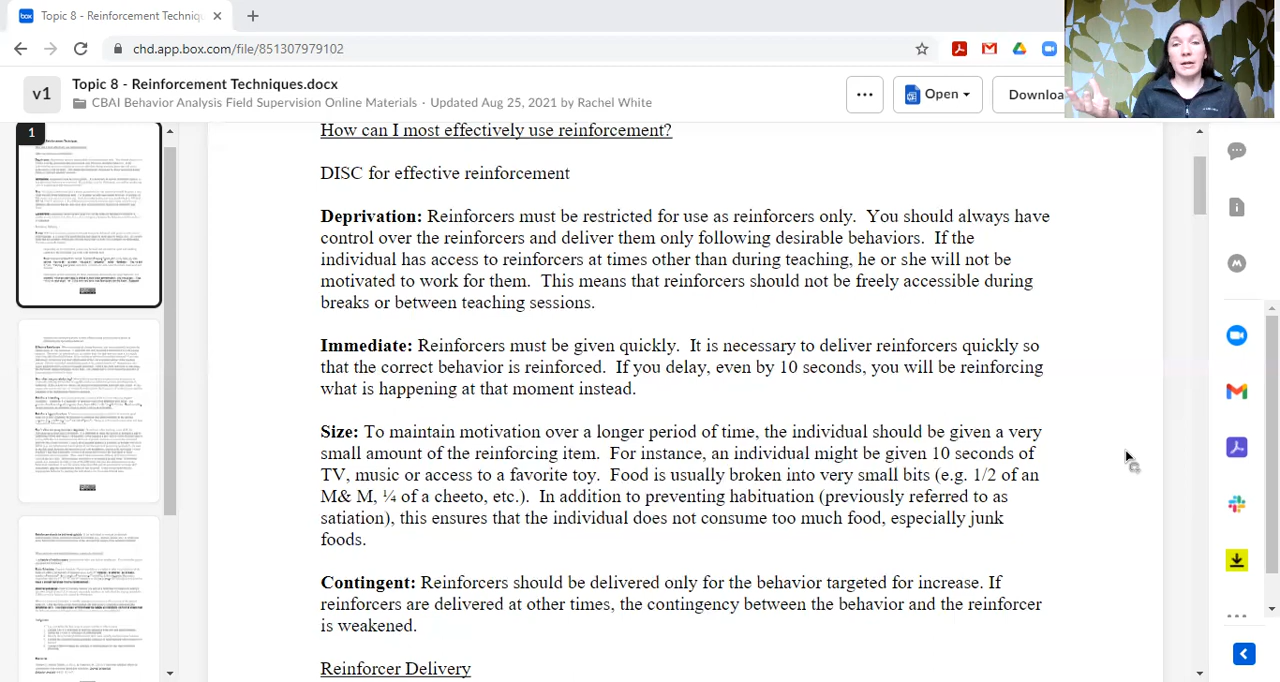 Topic 8 - Reinforcement Techniq
chd.app.box.com/file/851307979102
v1
Topic 8 - Reinforcement Techniques.docx
CBAI Behavior Analysis Field Supervision Online Materials · Updated Aug 25, 2021 by Rachel White
Open
Downloa
1
How can I most effectively use reinforcement?
DISC for effective reinforcement
Deprivation: Reinforcers must be restricted for use as reinforcers only. You should always have
control over the reinforcers and deliver them only following desirable behaviors. If the
individual has access to reinforcers at times other than during teaching, he or she will not be
motivated to work for them. This means that reinforcers should not be freely accessible during
breaks or between teaching sessions.
Immediate: Reinforcers must be given quickly. It is necessary to deliver reinforcers quickly so
that the correct behavior is reinforced. If you delay, even by 10 seconds, you will be reinforcing
what is happening at the moment instead.
Size: To maintain interest over a longer period of time, the individual should be given a very
small amount of the interesting item. For instance, an individual might be given 10 seconds of
TV, music or access to a favorite toy. Food is usually broken into very small bits (e.g. 1/2 of an
M& M, ¼ of a cheeto, etc.). In addition to preventing habituation (previously referred to as
satiation), this ensures that the individual does not consume too much food, especially junk
foods.
Contingent: Reinforcers must be delivered only for the behavior targeted for increase. If
reinforcers are delivered at other times, the contingency between the behavior and the reinforcer
is weakened.
Reinforcer Delivery